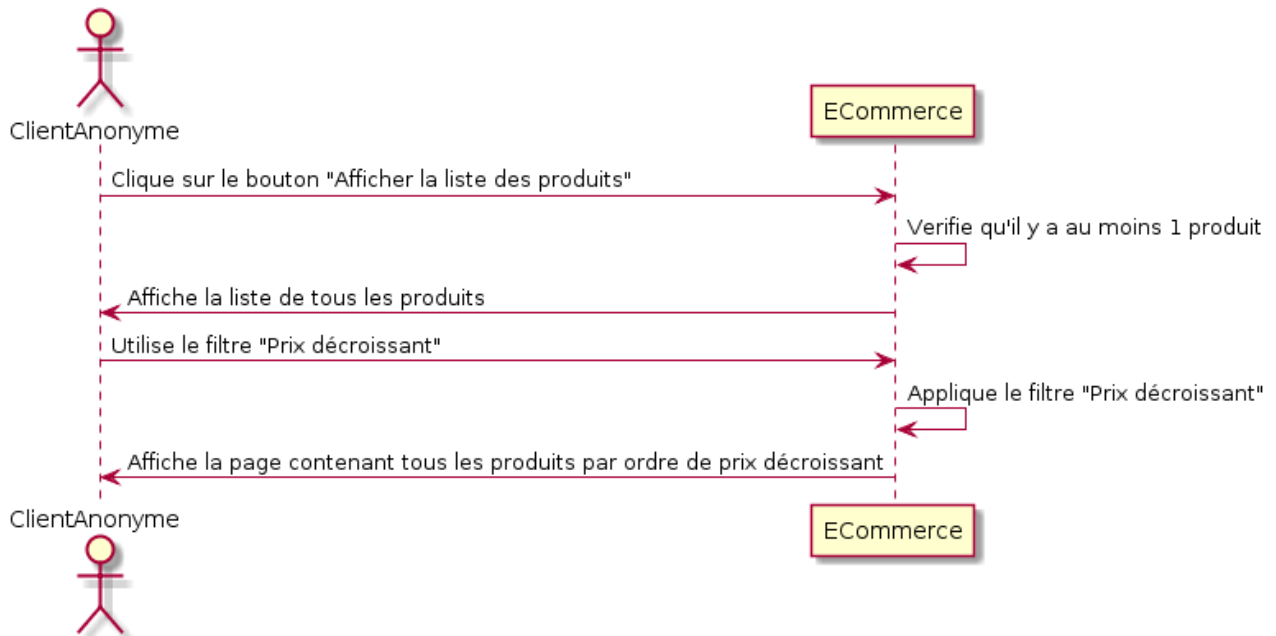 ClientAnonyme
ECommerce
Clique sur le bouton "Afficher la liste des produits"
Verifie qu'il y a au moins 1 produit
Affiche la liste de tous les produits
Utilise le filtre "Prix décroissant"
Applique le filtre "Prix décroissant"
Affiche la page contenant tous les produits par ordre de prix décroissant
ClientAnonyme
ECommerce